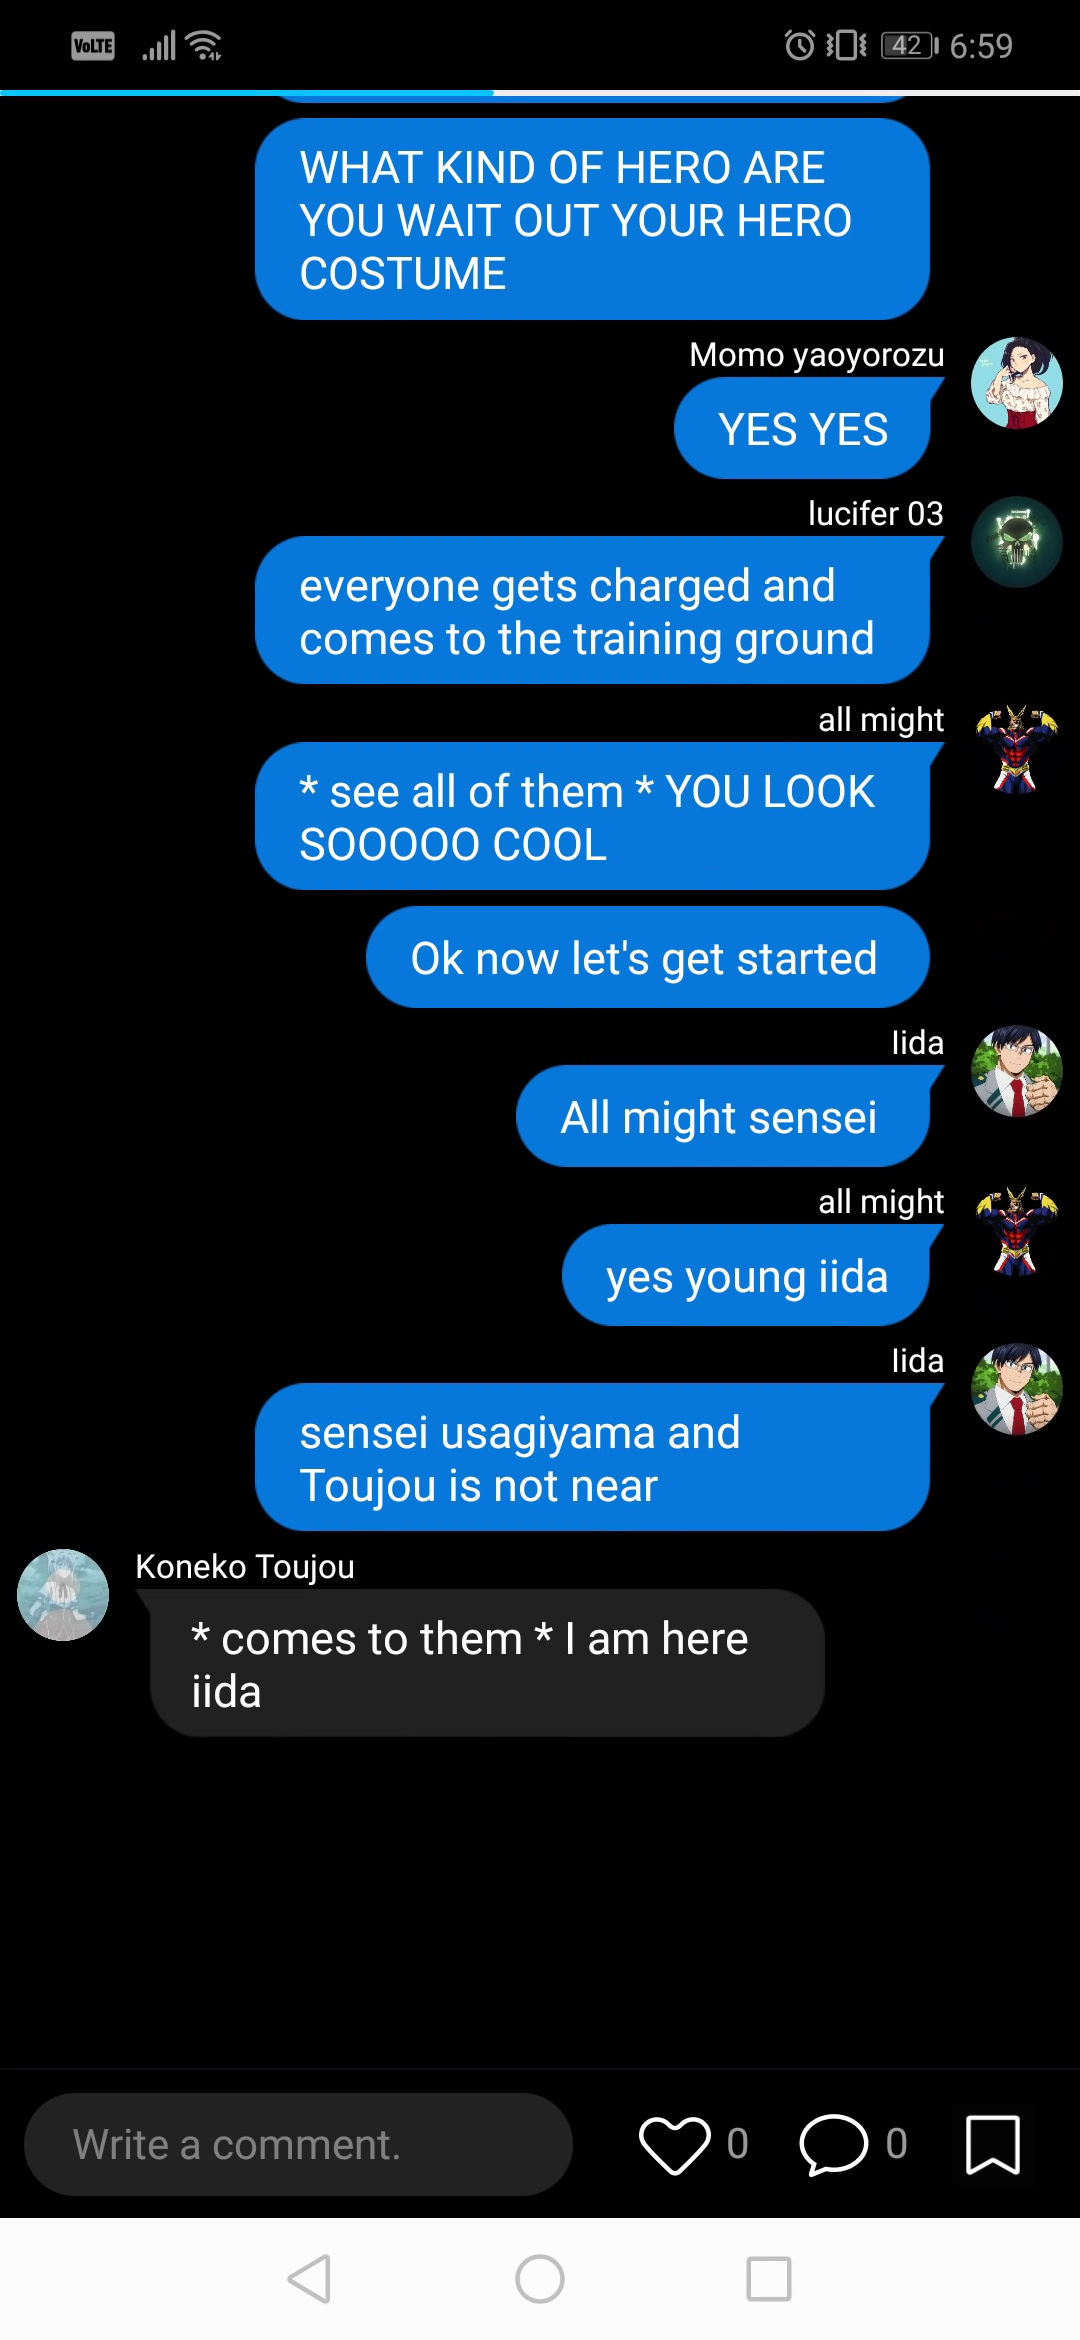 VoLTE 42 6:59
WHAT KIND OF HERO ARE
YOU WAIT OUT YOUR HERO
COSTUME
Momo yaoyorozu
YES YES
lucifer 03
everyone gets charged and
comes to the training ground
all might
* see all of them * YOU LOOK
SOOOOO COOL
Ok now let's get started
Iida
All might sensei
all might
yes young iida
Iida
sensei usagiyama and
Toujou is not near
Koneko Toujou
* comes to them * I am here
iida
Write a comment. 0 0